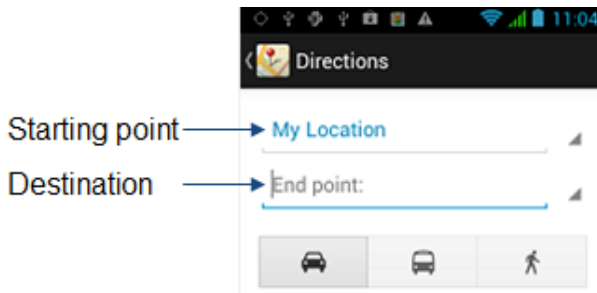 11:04
Directions
Starting point
My Location
Destination
End point: